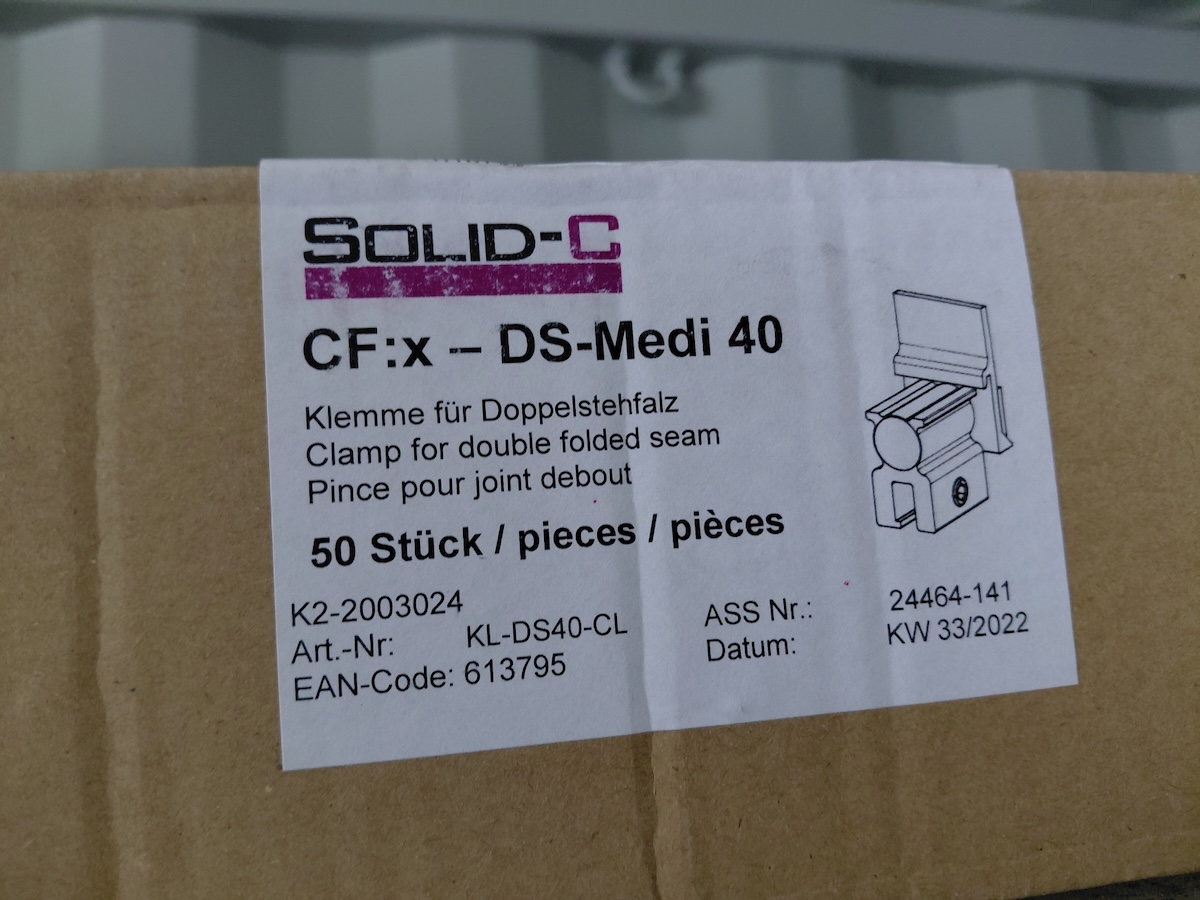 SOLID-C
CF:x – DS-Medi 40
Klemme für Doppelstehfalz
Clamp for double folded seam
Pince pour joint debout
50 Stück / pieces / pièces
K2-2003024
Art.-Nr: KL-DS40-CL
EAN-Code: 613795
ASS Nr.: 24464-141
Datum: KW 33/2022